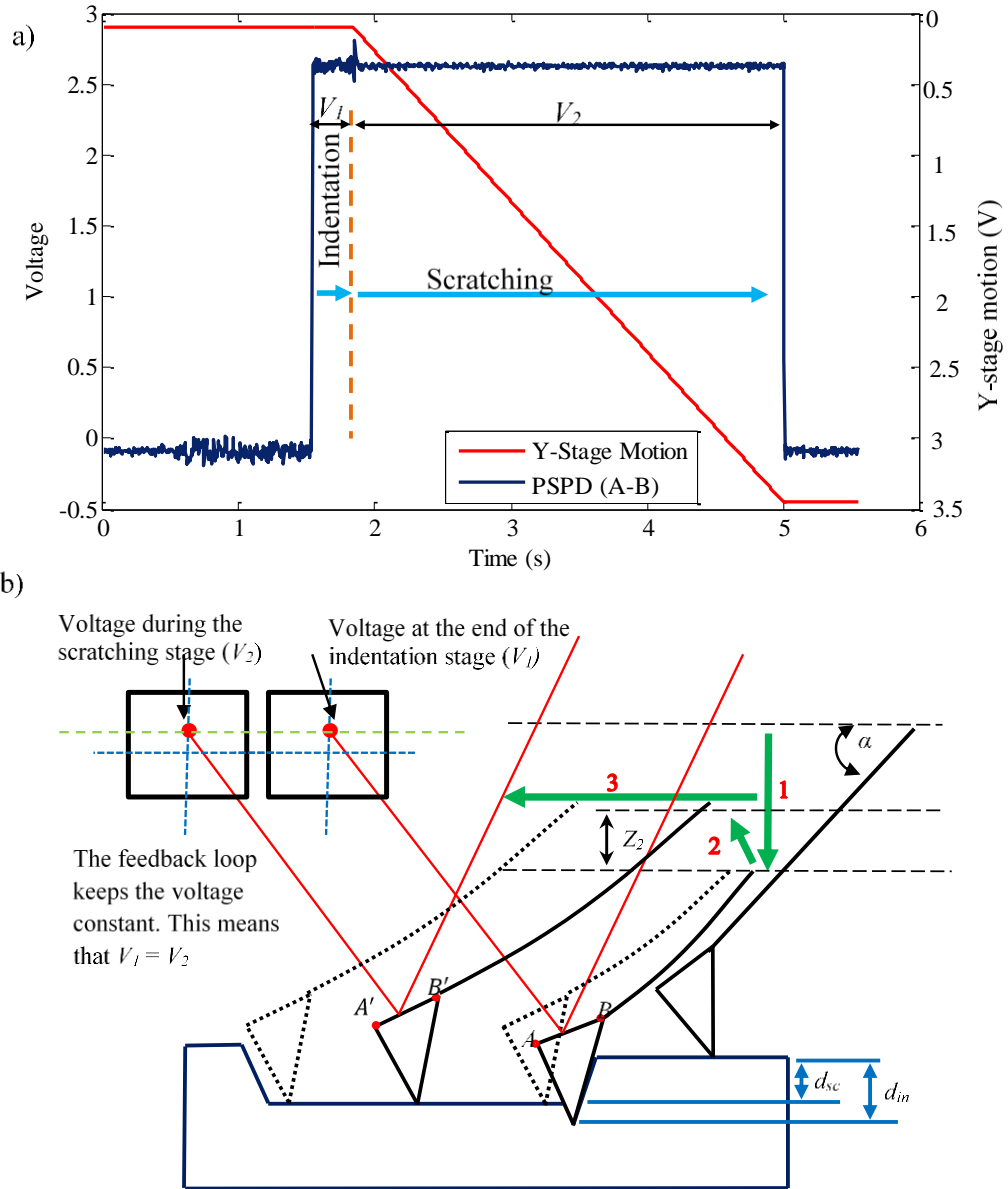 a)
3
2.5
2
1.5
1
0.5
0
-0.5
Voltage
0
0.5
1
1.5
2
2.5
3
3.5
Y-stage motion (V)
V1
V2
Indentation
Scratching
Y-Stage Motion
PSPD (A-B)
0 1 2 3 4 5 6
Time (s)
b)
Voltage during the
scratching stage (V2)
Voltage at the end of the
indentation stage (V1)
α
3
1
2
Z2
The feedback loop
keeps the voltage
constant. This means
that V1 = V2
A′
B′
A
B
dsc
din